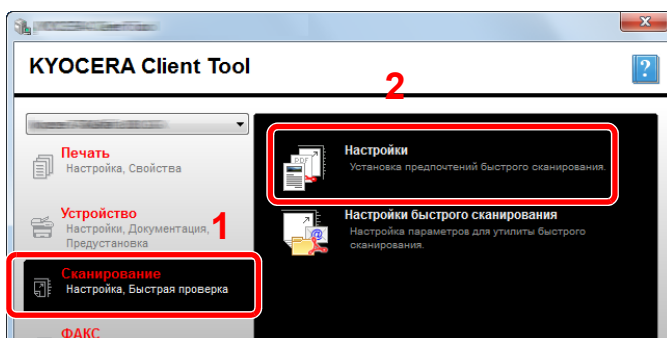 KYOCERA Client Tool
?
2
Печать
Настройка, Свойства
Устройство
Настройки, Документация,
Предустановка
1
Сканирование
Настройка, Быстрая проверка
ФАКС
PDF
Настройки
Установка предпочтений быстрого сканирования.
@
Настройки быстрого сканирования
Настройка параметров для утилиты быстрого
сканирования.